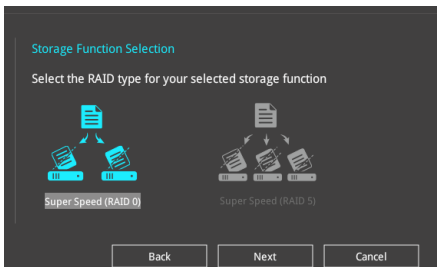 Storage Function Selection
Select the RAID type for your selected storage function
Super Speed (RAID 0)
Super Speed (RAID 5)
Back
Next
Cancel